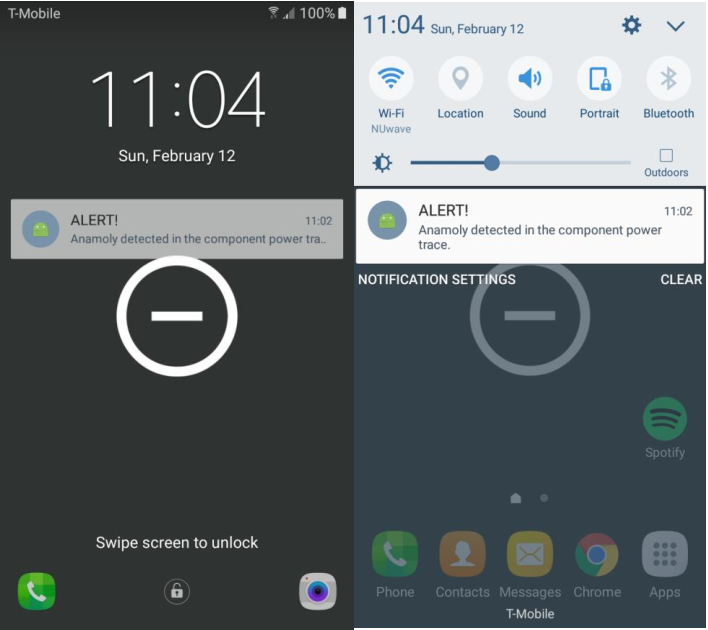 T-Mobile
100%
11:04
Sun, February 12
ALERT!
11:02
Anamoly detected in the component power tra..
Swipe screen to unlock
11:04 Sun, February 12
Wi-Fi
NUwave
Location
Sound
Portrait
Bluetooth
Outdoors
ALERT!
11:02
Anamoly detected in the component power
trace.
NOTIFICATION SETTINGS
CLEAR
Spotify
Phone
Contacts
Messages
Chrome
Apps
T-Mobile